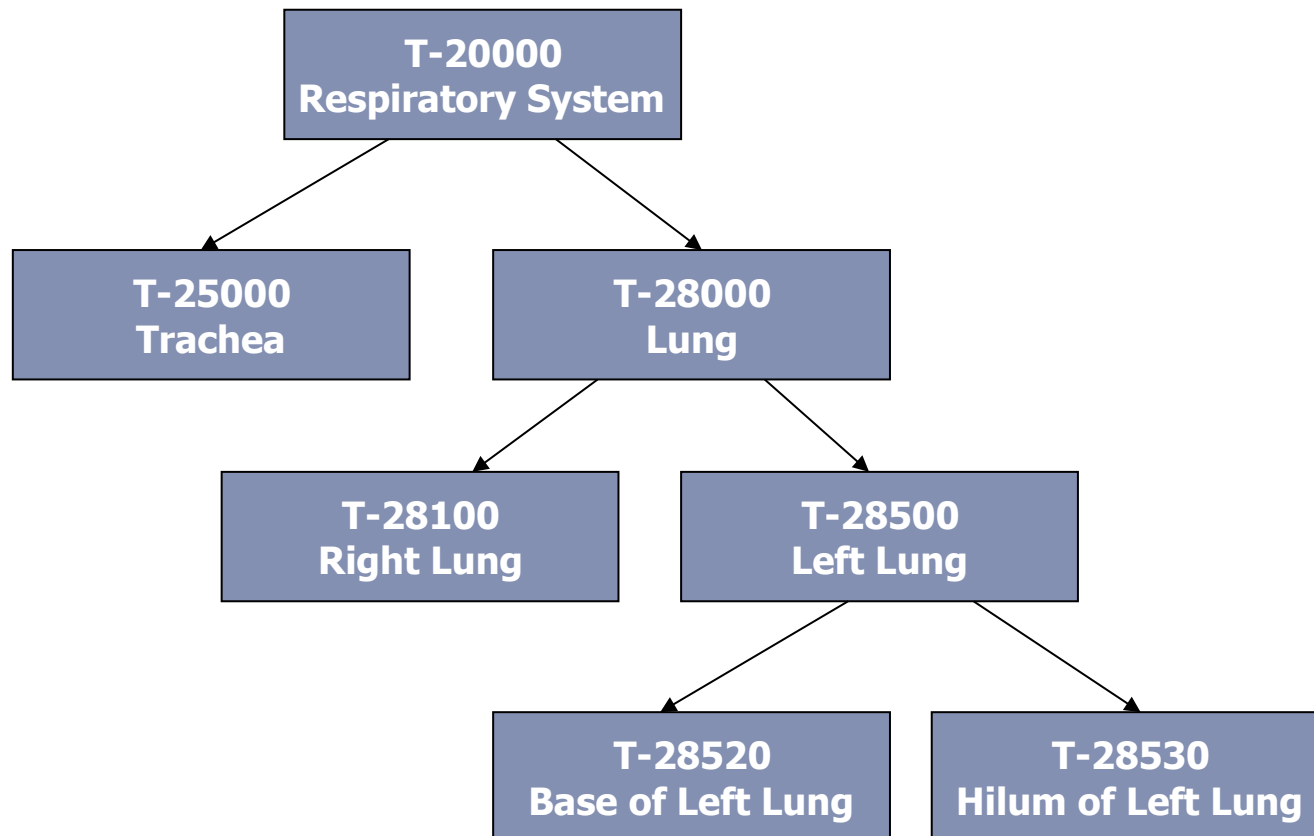 T-20000
Respiratory System
T-25000
Trachea
T-28000
Lung
T-28100
Right Lung
T-28500
Left Lung
T-28520
Base of Left Lung
T-28530
Hilum of Left Lung